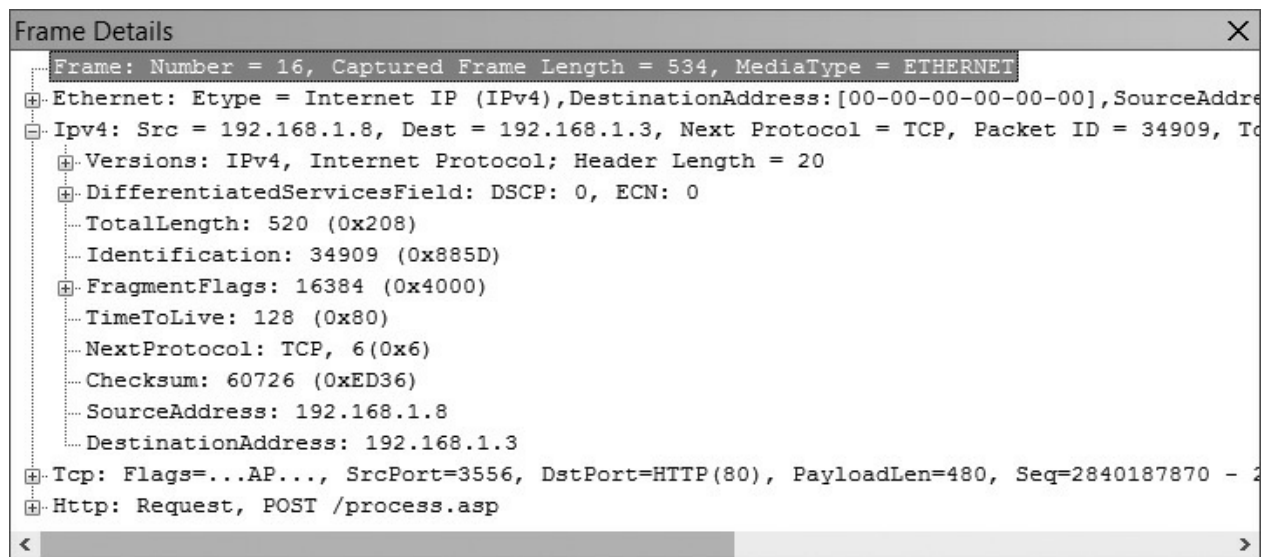 Frame Details
Frame: Number = 16, Captured Frame Length = 534, MediaType = ETHERNET
Ethernet: Etype = Internet IP (IPv4),DestinationAddress:[00-00-00-00-00-00],SourceAddre
Ipv4: Src = 192.168.1.8, Dest = 192.168.1.3, Next Protocol = TCP, Packet ID = 34909, To
Versions: IPv4, Internet Protocol; Header Length = 20
DifferentiatedServicesField: DSCP: 0, ECN: 0
TotalLength: 520 (0x208)
Identification: 34909 (0x885D)
FragmentFlags: 16384 (0x4000)
TimeToLive: 128 (0x80)
NextProtocol: TCP, 6(0x6)
Checksum: 60726 (0xED36)
SourceAddress: 192.168.1.8
DestinationAddress: 192.168.1.3
Tcp: Flags=...AP..., SrcPort=3556, DstPort=HTTP(80), PayloadLen=480, Seq=2840187870 - 2
Http: Request, POST /process.asp